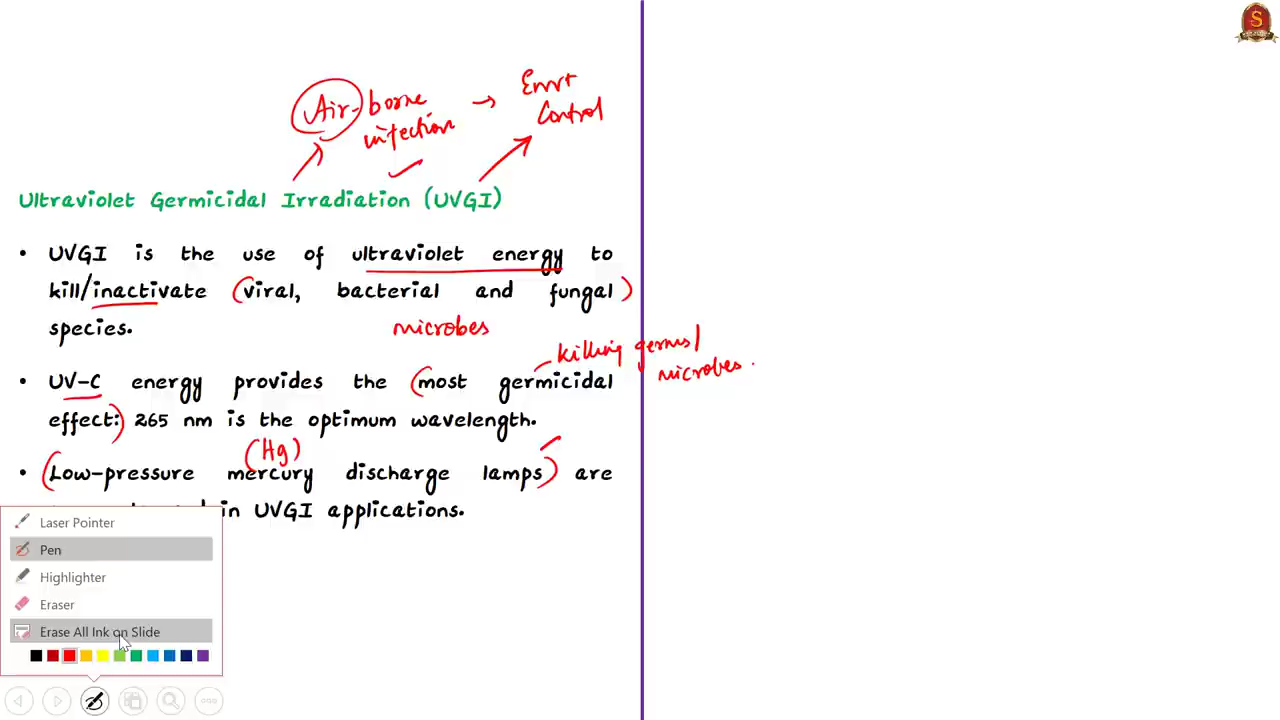 Air-borne infection → Envt Control
Ultraviolet Germicidal Irradiation (UVGI)
• UVGI is the use of ultraviolet energy to
kill/inactivate (viral, bacterial and fungal)
species.
microbes
killing germs/
microbes.
• UV-C energy provides the (most germicidal
effect:) 265 nm is the optimum wavelength.
(Hg)
• (Low-pressure mercury discharge lamps) are
in UVGI applications.
Laser Pointer
Pen
Highlighter
Eraser
Erase All Ink on Slide
S